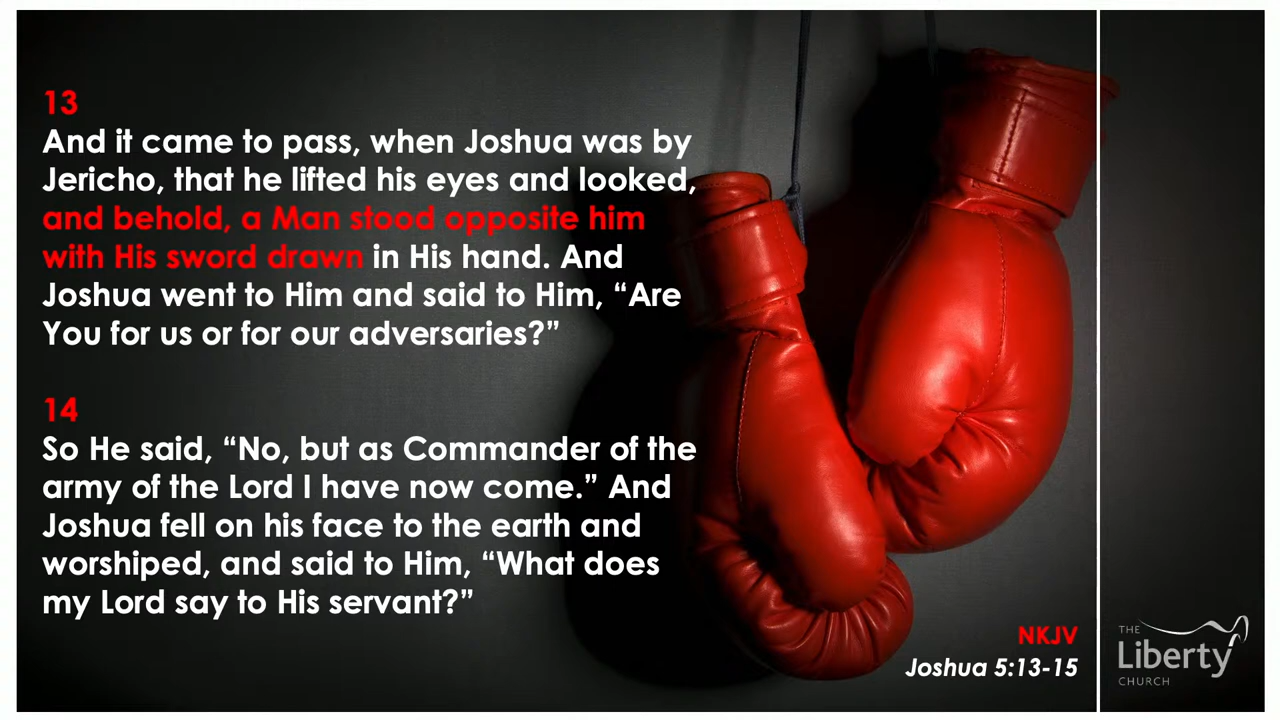 13
And it came to pass, when Joshua was by
Jericho, that he lifted his eyes and looked,
and behold, a Man stood opposite him
with His sword drawn in His hand. And
Joshua went to Him and said to Him, “Are
You for us or for our adversaries?”
14
So He said, “No, but as Commander of the
army of the Lord I have now come.” And
Joshua fell on his face to the earth and
worshiped, and said to Him, “What does
my Lord say to His servant?”
NKJV
Joshua 5:13-15
THE
Liberty
CHURCH